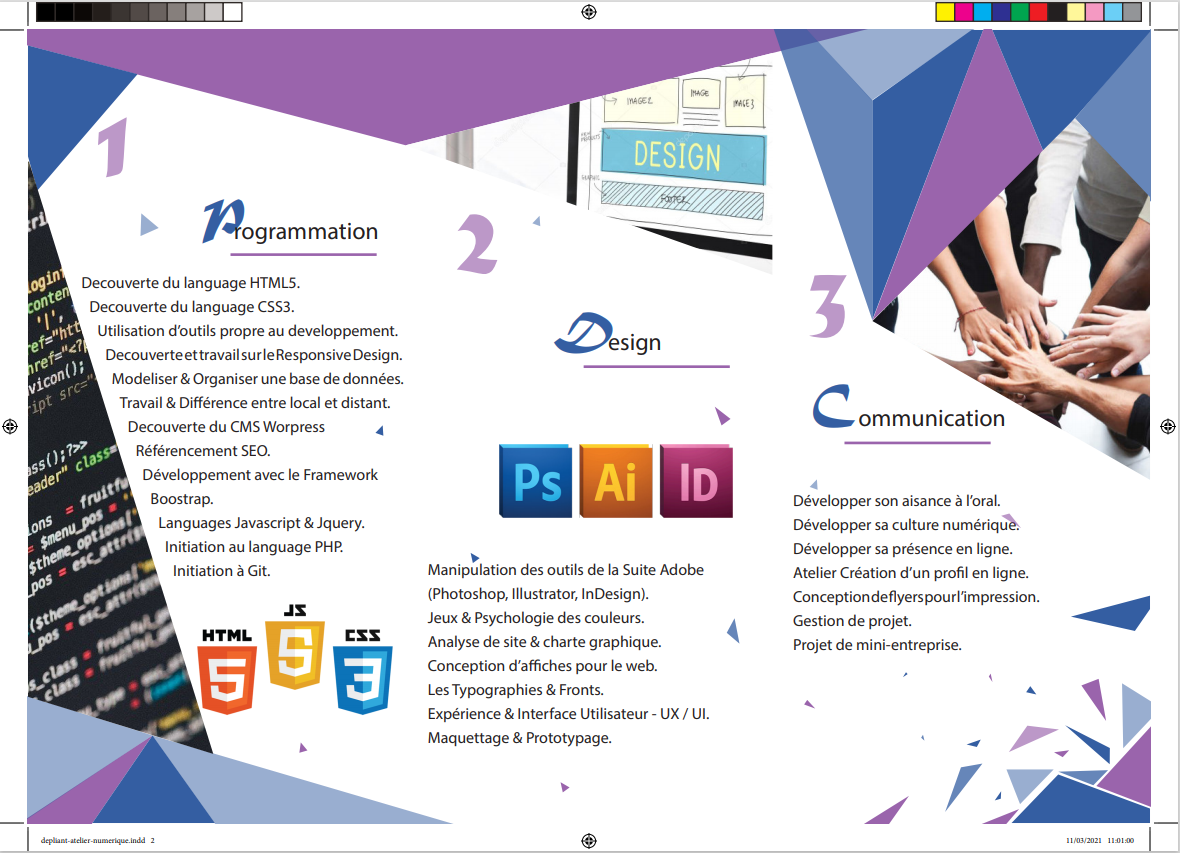 1
Programmation
Decouverte du language HTML5.
Decouverte du language CSS3.
Utilisation d’outils propre au developpement.
Decouverte et travail sur le Responsive Design.
Modeliser & Organiser une base de données.
Travail & Différence entre local et distant.
Decouverte du CMS Worpress
Référencement SEO.
Développement avec le Framework
Boostrap.
Languages Javascript & Jquery.
Initiation au language PHP.
Initiation à Git.
HTML
5
JS
5
CSS
3
2
IMAGE2
IMAGE
IMAGE3
DESIGN
FOOTER
Design
Ps
Ai
ID
Manipulation des outils de la Suite Adobe
(Photoshop, Illustrator, InDesign).
Jeux & Psychologie des couleurs.
Analyse de site & charte graphique.
Conception d’affiches pour le web.
Les Typographies & Fronts.
Expérience & Interface Utilisateur - UX / UI.
Maquettage & Prototypage.
3
Communication
Développer son aisance à l’oral.
Développer sa culture numérique.
Développer sa présence en ligne.
Atelier Création d’un profil en ligne.
Conception de flyers pour l’impression.
Gestion de projet.
Projet de mini-entreprise.
depliant-atelier-numerique.indd 2
11/03/2021 11:01:00